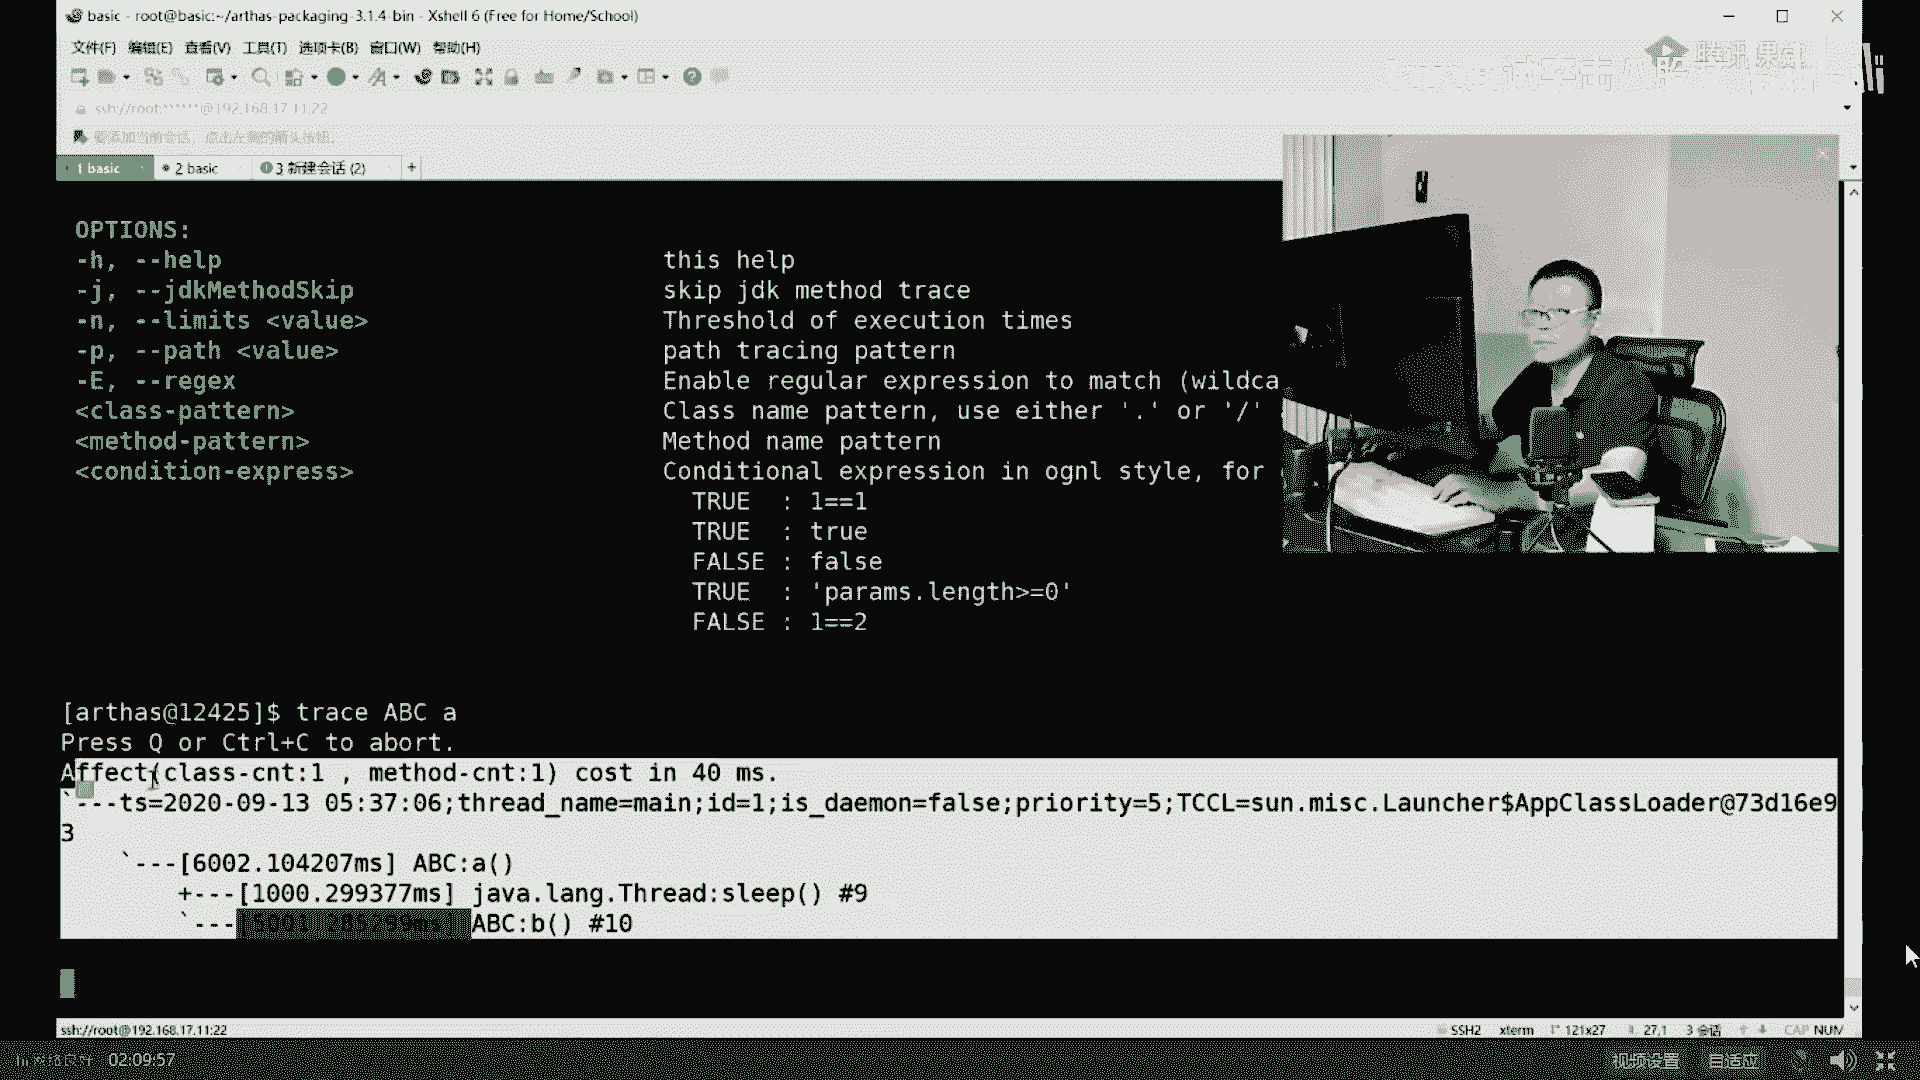 basic - root@basic:~/arthas-packaging-3.1.4-bin - Xshell 6 (Free for Home/School)
文件(F) 编辑(E) 查看(V) 工具(T) 选项卡(B) 窗口(W) 帮助(H)
ssh://root:******@192.168.17.11:22
要添加当前会话，点击左侧的箭头按钮。
1 basic 2 basic 3 新建会话 (2) +
OPTIONS:
-h, --help this help
-j, --jdkMethodSkip skip jdk method trace
-n, --limits <value> Threshold of execution times
-p, --path <value> path tracing pattern
-E, --regex Enable regular expression to match (wildca
<class-pattern> Class name pattern, use either '.' or '/'
<method-pattern> Method name pattern
<condition-express> Conditional expression in ognl style, for
TRUE : 1==1
TRUE : true
FALSE : false
TRUE : 'params.length>=0'
FALSE : 1==2
[arthas@12425]$ trace ABC a
Press Q or Ctrl+C to abort.
Affect(class-cnt:1 , method-cnt:1) cost in 40 ms.
`---ts=2020-09-13 05:37:06;thread_name=main;id=1;is_daemon=false;priority=5;TCCL=sun.misc.Launcher$AppClassLoader@73d16e9
3
`---[6002.104207ms] ABC:a()
+---[1000.299377ms] java.lang.Thread:sleep() #9
`---[5001.285299ms] ABC:b() #10
ssh://root@192.168.17.11:22 SSH2 xterm 121x27 27,1 3 会话 CAP NUM
02:09:57 视频设置 自适应